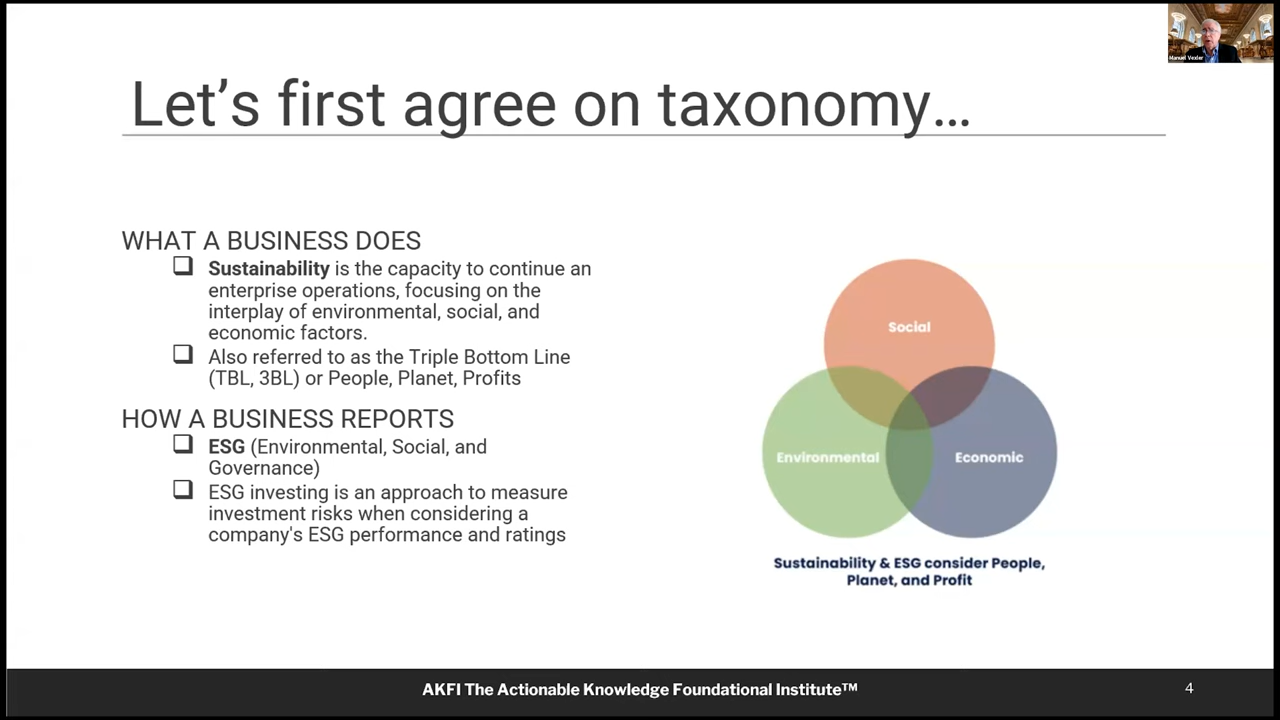 Manuel Vexler
Let's first agree on taxonomy...
WHAT A BUSINESS DOES
Sustainability is the capacity to continue an
enterprise operations, focusing on the
interplay of environmental, social, and
economic factors.
Also referred to as the Triple Bottom Line
(TBL, 3BL) or People, Planet, Profits
HOW A BUSINESS REPORTS
ESG (Environmental, Social, and
Governance)
ESG investing is an approach to measure
investment risks when considering a
company's ESG performance and ratings
Social
Environmental
Economic
Sustainability & ESG consider People,
Planet, and Profit
AKFI The Actionable Knowledge Foundational Institute™
4